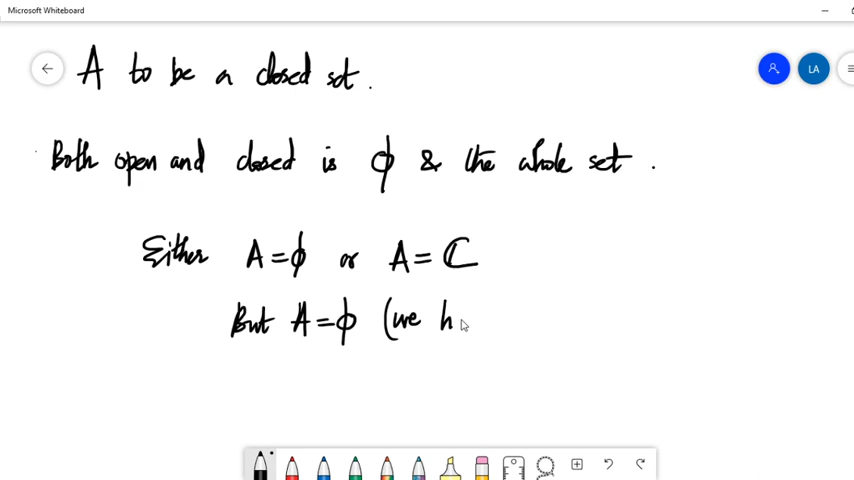 Microsoft Whiteboard
A to be a closed set.
LA
Both open and closed is ϕ & the whole set.
Either A = ϕ or A = ℂ
But A = ϕ (we h